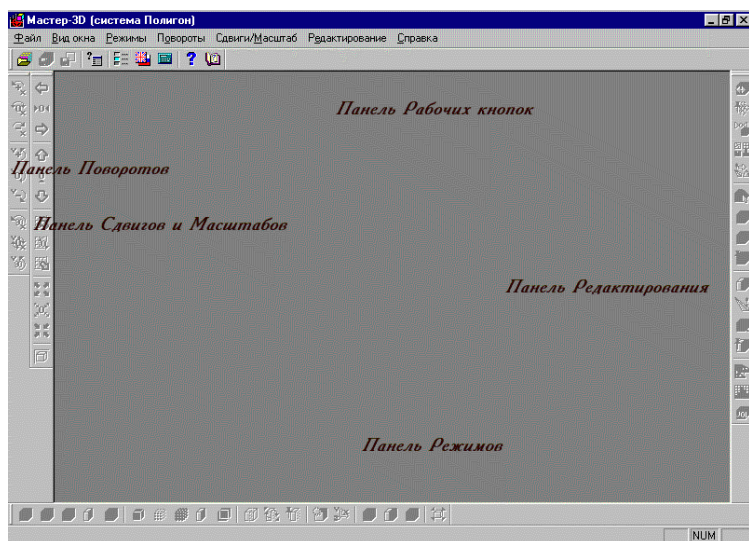 Мастер-3D (система Полигон)
Файл Вид окна Режимы Повороты Сдвиги/Масштаб Редактирование Справка
Панель Рабочих кнопок
Панель Поворотов
Панель Сдвигов и Масштабов
Панель Редактирования
Панель Режимов
NUM